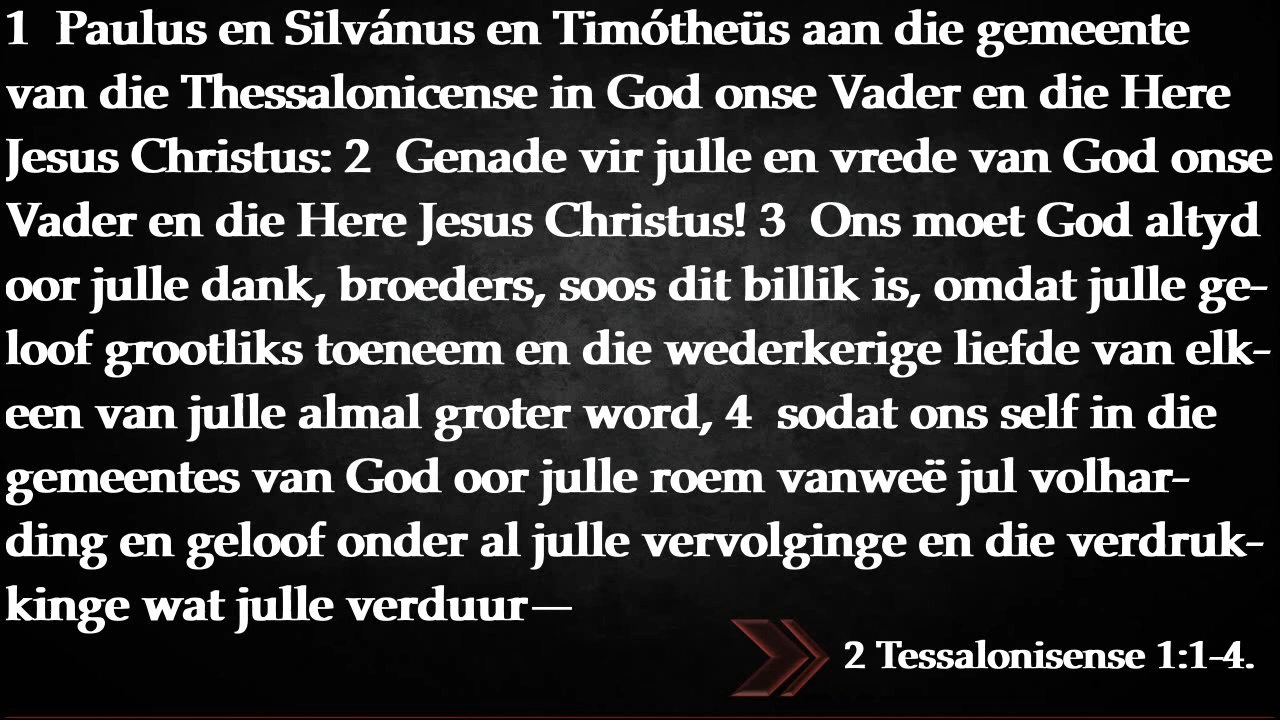 1  Paulus en Silvánus en Timótheüs aan die gemeente
van die Thessalonicense in God onse Vader en die Here
Jesus Christus: 2  Genade vir julle en vrede van God onse
Vader en die Here Jesus Christus! 3  Ons moet God altyd
oor julle dank, broeders, soos dit billik is, omdat julle ge-
loof grootliks toeneem en die wederkerige liefde van elk-
een van julle almal groter word, 4  sodat ons self in die
gemeentes van God oor julle roem vanweë jul volhar-
ding en geloof onder al julle vervolginge en die verdruk-
kinge wat julle verduur—
2 Tessalonisense 1:1-4.